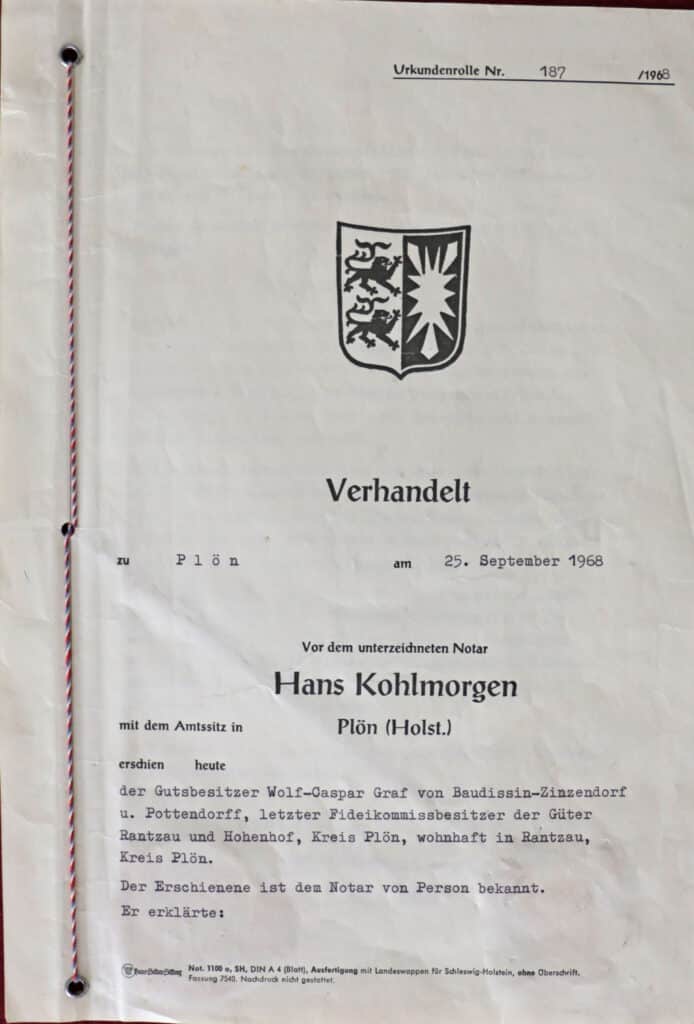 Urkundenrolle Nr. 187 /1968
Verhandelt
zu Plön am 25. September 1968
Vor dem unterzeichneten Notar
Hans Kohlmorgen
mit dem Amtssitz in Plön (Holst.)
erschien heute
der Gutsbesitzer Wolf-Caspar Graf von Baudissin-Zinzendorf
u. Pottendorff, letzter Fideikommissbesitzer der Güter
Rantzau und Hohenhof, Kreis Plön, wohnhaft in Rantzau,
Kreis Plön.
Der Erschienene ist dem Notar von Person bekannt.
Er erklärte:
Not. 1100 a, SH, DIN A 4 (Blatt), Ausfertigung mit Landeswappen für Schleswig-Holstein, ohne Überschrift.
Fassung 7540. Nachdruck nicht gestattet.